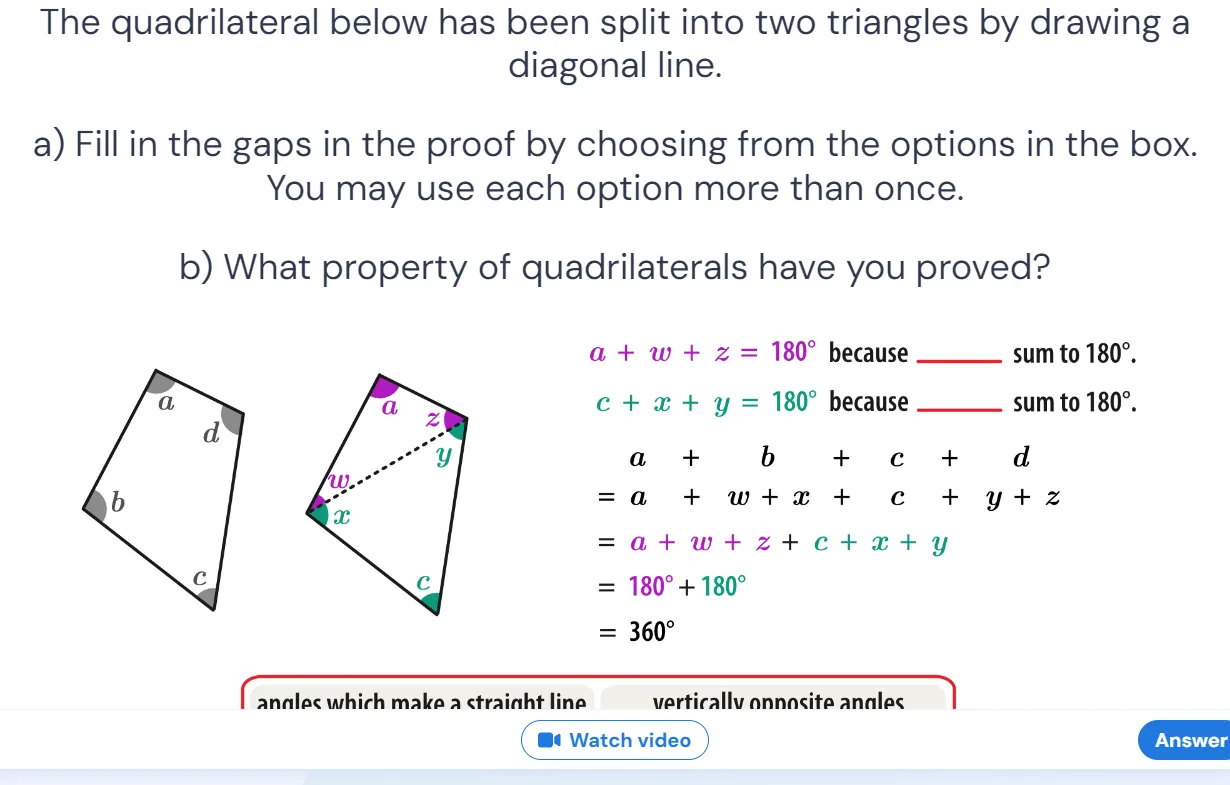 The quadrilateral below has been split into two triangles by drawing a
diagonal line.
a) Fill in the gaps in the proof by choosing from the options in the box.
You may use each option more than once.
b) What property of quadrilaterals have you proved?
a
d
b
c
a
z
y
w
x
c
a + w + z = 180° because ______ sum to 180°.
c + x + y = 180° because ______ sum to 180°.
a + b + c + d
= a + w + x + c + y + z
= a + w + z + c + x + y
= 180° + 180°
= 360°
angles which make a straight line
vertically opposite angles
Watch video
Answer